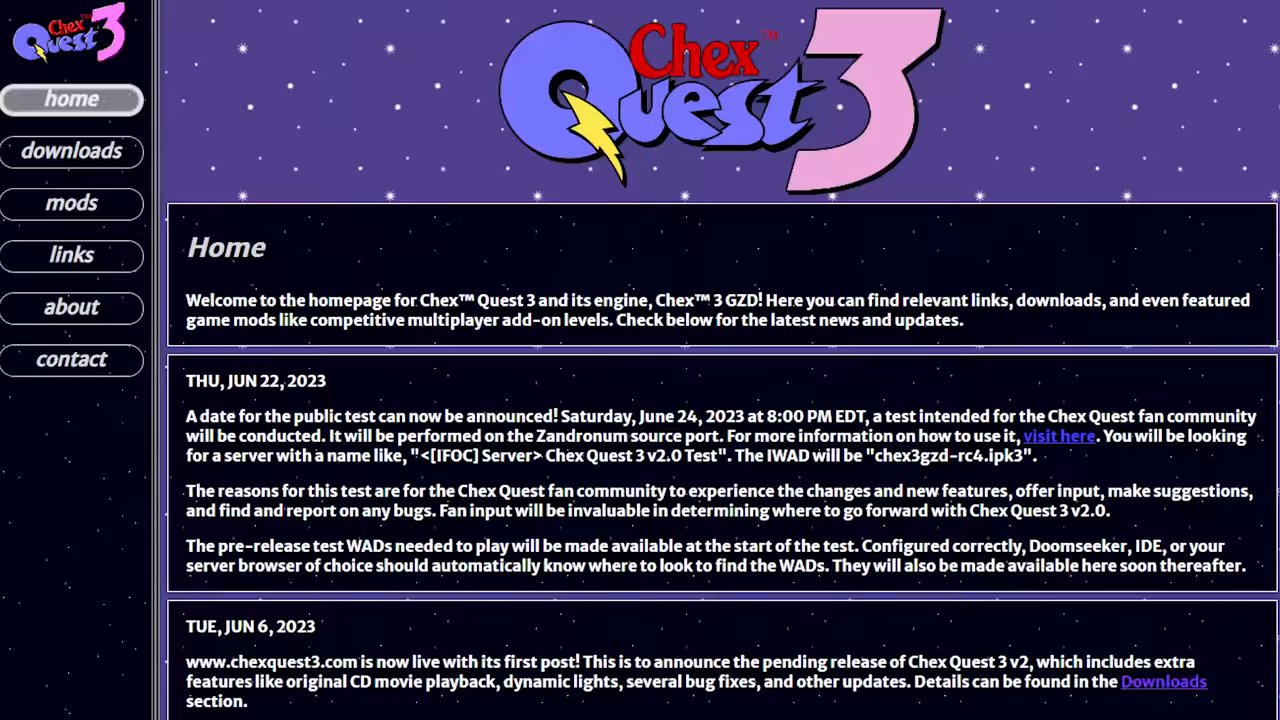 Chex™ Quest 3
home
downloads
mods
links
about
contact
Chex™
Quest 3
Home
Welcome to the homepage for Chex™ Quest 3 and its engine, Chex™ 3 GZD! Here you can find relevant links, downloads, and even featured
game mods like competitive multiplayer add-on levels. Check below for the latest news and updates.
THU, JUN 22, 2023
A date for the public test can now be announced! Saturday, June 24, 2023 at 8:00 PM EDT, a test intended for the Chex Quest fan community
will be conducted. It will be performed on the Zandronum source port. For more information on how to use it, visit here. You will be looking
for a server with a name like, "<[IFOC] Server> Chex Quest 3 v2.0 Test". The IWAD will be "chex3gzd-rc4.ipk3".
The reasons for this test are for the Chex Quest fan community to experience the changes and new features, offer input, make suggestions,
and find and report on any bugs. Fan input will be invaluable in determining where to go forward with Chex Quest 3 v2.0.
The pre-release test WADs needed to play will be made available at the start of the test. Configured correctly, Doomseeker, IDE, or your
server browser of choice should automatically know where to look to find the WADs. They will also be made available here soon thereafter.
TUE, JUN 6, 2023
www.chexquest3.com is now live with its first post! This is to announce the pending release of Chex Quest 3 v2, which includes extra
features like original CD movie playback, dynamic lights, several bug fixes, and other updates. Details can be found in the Downloads
section.